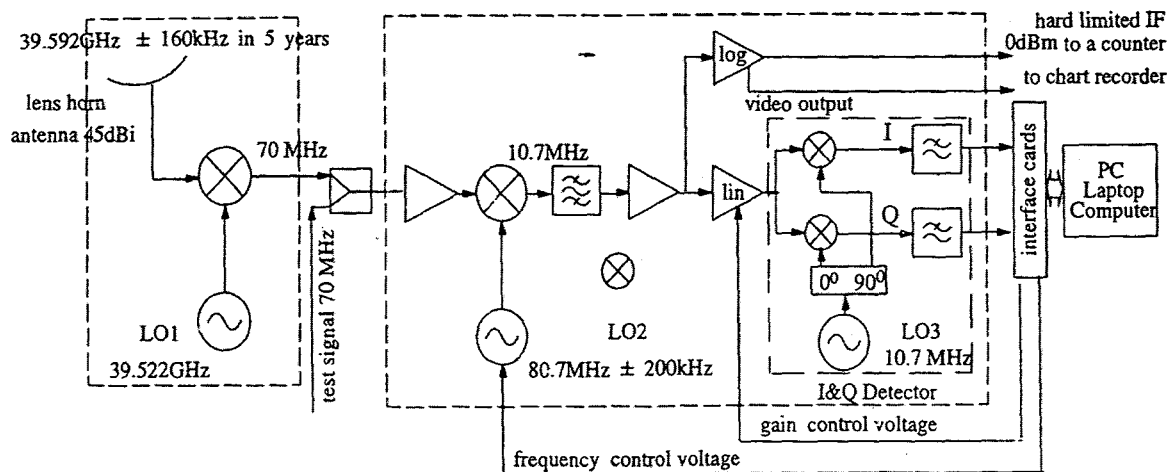 39.592GHz ± 160kHz in 5 years
lens horn
antenna 45dBi
70 MHz
LO1
39.522GHz
test signal 70 MHz
10.7MHz
LO2
80.7MHz ± 200kHz
log
video output
lin
I
Q
0⁰ 90⁰
LO3
10.7 MHz
I&Q Detector
gain control voltage
frequency control voltage
hard limited IF
0dBm to a counter
to chart recorder
interface cards
PC
Laptop
Computer